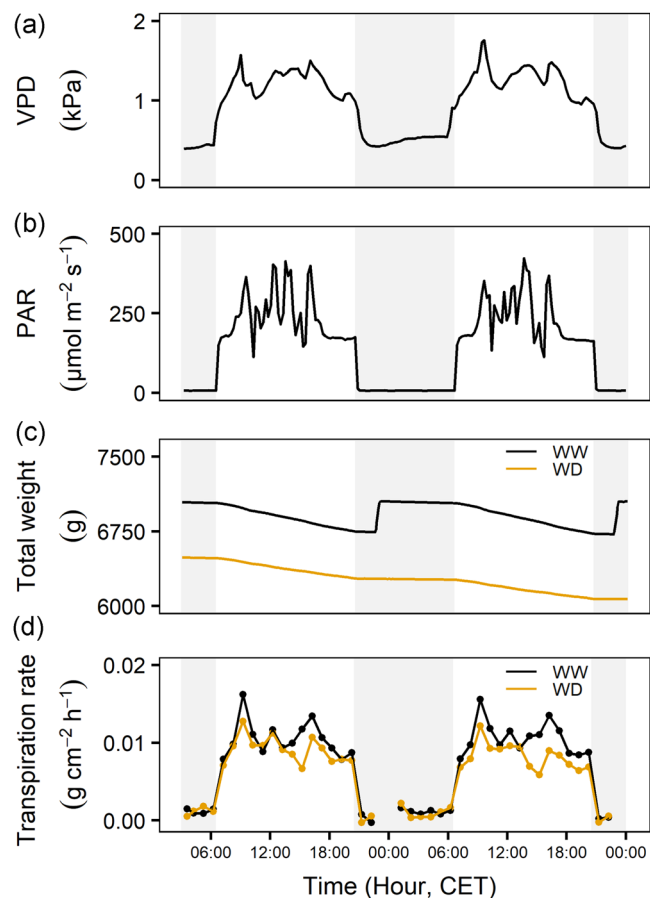 (a)
VPD
(kPa)
2
1
0
(b)
PAR
(μmol m⁻² s⁻¹)
500
250
0
(c)
Total weight
(g)
7500
6750
6000
WW
WD
(d)
Transpiration rate
(g cm⁻² h⁻¹)
0.02
0.01
0.00
WW
WD
06:00 12:00 18:00 00:00 06:00 12:00 18:00 00:00
Time (Hour, CET)